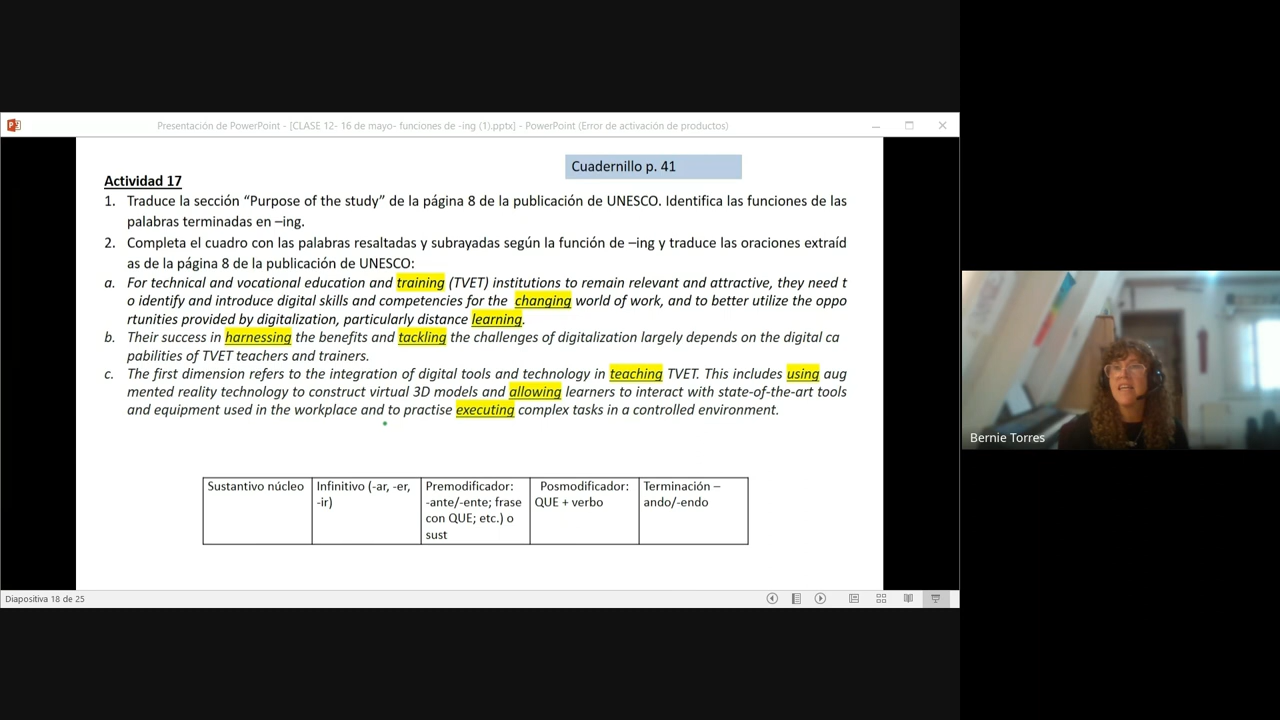 Presentación de PowerPoint - [CLASE 12- 16 de mayo- funciones de -ing (1).pptx] - PowerPoint (Error de activación de productos)
Cuadernillo p. 41
Actividad 17
1. Traduce la sección “Purpose of the study” de la página 8 de la publicación de UNESCO. Identifica las funciones de las
palabras terminadas en –ing.
2. Completa el cuadro con las palabras resaltadas y subrayadas según la función de –ing y traduce las oraciones extraíd
as de la página 8 de la publicación de UNESCO:
a. For technical and vocational education and training (TVET) institutions to remain relevant and attractive, they need t
o identify and introduce digital skills and competencies for the changing world of work, and to better utilize the oppo
rtunities provided by digitalization, particularly distance learning.
b. Their success in harnessing the benefits and tackling the challenges of digitalization largely depends on the digital ca
pabilities of TVET teachers and trainers.
c. The first dimension refers to the integration of digital tools and technology in teaching TVET. This includes using aug
mented reality technology to construct virtual 3D models and allowing learners to interact with state-of-the-art tools
and equipment used in the workplace and to practise executing complex tasks in a controlled environment.
Sustantivo núcleo
Infinitivo (-ar, -er,
-ir)
Premodificador:
-ante/-ente; frase
con QUE; etc.) o
sust
Posmodificador:
QUE + verbo
Terminación –
ando/-endo
Diapositiva 18 de 25
Bernie Torres